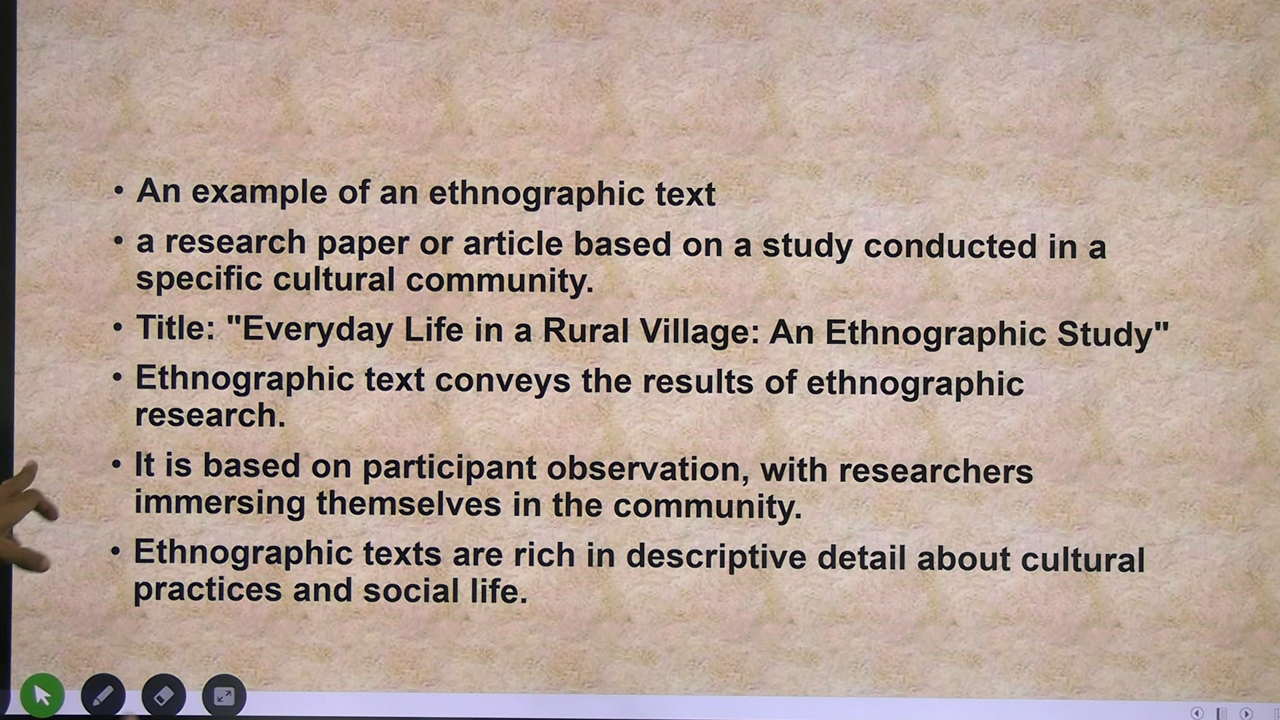 • An example of an ethnographic text
• a research paper or article based on a study conducted in a
specific cultural community.
• Title: "Everyday Life in a Rural Village: An Ethnographic Study"
• Ethnographic text conveys the results of ethnographic
research.
• It is based on participant observation, with researchers
immersing themselves in the community.
• Ethnographic texts are rich in descriptive detail about cultural
practices and social life.